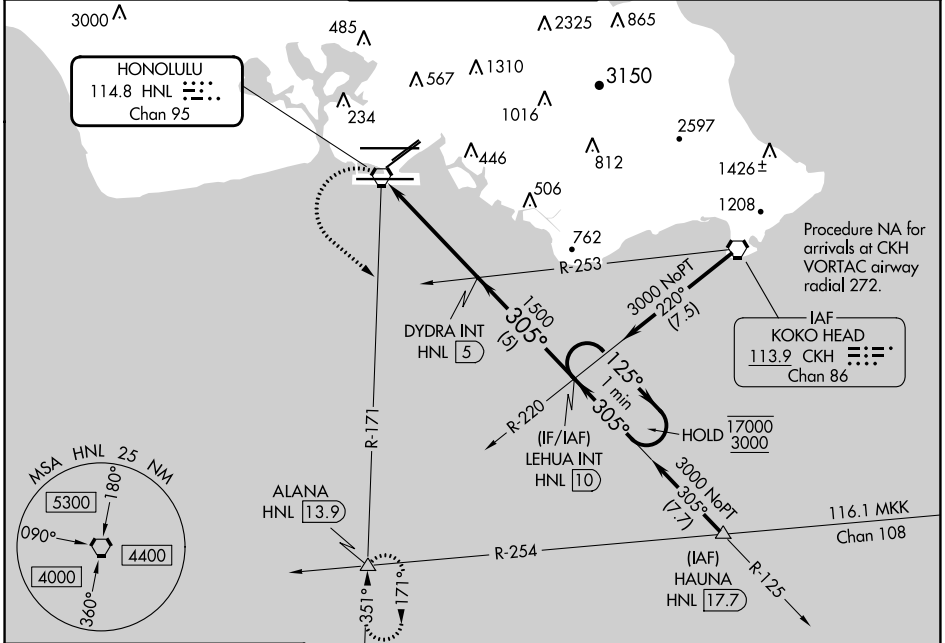 3000
485
2325
865
HONOLULU
114.8 HNL
Chan 95
567
1310
3150
234
1016
2597
446
812
1426 ±
506
1208
762
Procedure NA for
arrivals at CKH
VORTAC airway
radial 272.
R-253
3000 NoPT
220°
(7.5)
1500
305°
(5)
DYDRA INT
HNL 5
IAF
KOKO HEAD
113.9 CKH
Chan 86
125°
1 min
305°
R-220
R-171
HOLD 17000
3000
(IF/IAF)
LEHUA INT
HNL 10
3000 NoPT
305°
(7.7)
MSA HNL 25 NM
180°
5300
090°
4400
4000
360°
ALANA
HNL 13.9
R-254
116.1 MKK
Chan 108
(IAF)
HAUNA
HNL 17.7
R-125
351°
171°